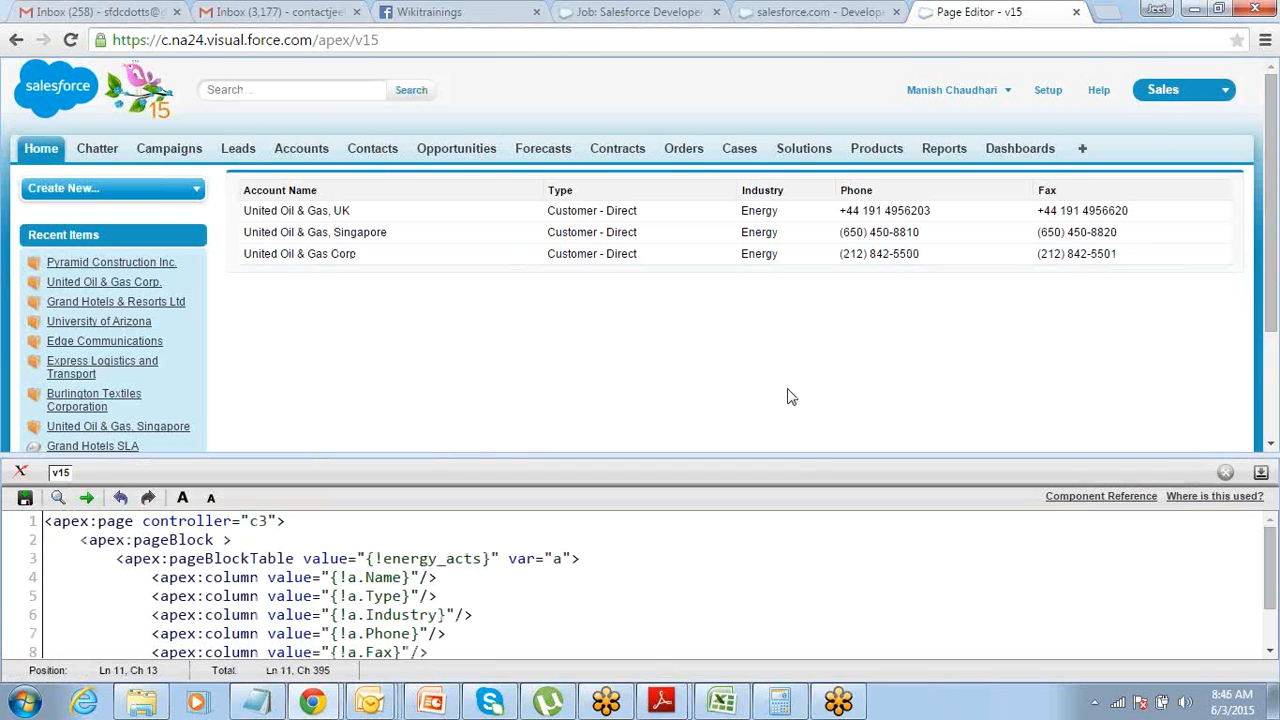 Inbox (258) - sfdcdotts@g
Inbox (3,177) - contactjee
Wikitrainings
Job: Salesforce Developer
salesforce.com - Develop
Page Editor - v15
Jeet
https://c.na24.visual.force.com/apex/v15
salesforce
15
Search...
Search
Manish Chaudhari
Setup
Help
Sales
Home Chatter Campaigns Leads Accounts Contacts Opportunities Forecasts Contracts Orders Cases Solutions Products Reports Dashboards +
Create New...
Recent Items
Pyramid Construction Inc.
United Oil & Gas Corp.
Grand Hotels & Resorts Ltd
University of Arizona
Edge Communications
Express Logistics and
Transport
Burlington Textiles
Corporation
United Oil & Gas, Singapore
Grand Hotels SLA
Account Name Type Industry Phone Fax
United Oil & Gas, UK Customer - Direct Energy +44 191 4956203 +44 191 4956620
United Oil & Gas, Singapore Customer - Direct Energy (650) 450-8810 (650) 450-8820
United Oil & Gas Corp Customer - Direct Energy (212) 842-5500 (212) 842-5501
v15
A A
Component Reference Where is this used?
1 <apex:page controller="c3">
2 <apex:pageBlock >
3 <apex:pageBlockTable value="{!energy_acts}" var="a">
4 <apex:column value="{!a.Name}"/>
5 <apex:column value="{!a.Type}"/>
6 <apex:column value="{!a.Industry}"/>
7 <apex:column value="{!a.Phone}"/>
8 <apex:column value="{!a.Fax}"/>
Position: Ln 11, Ch 13 Total: Ln 11, Ch 395
8:46 AM
6/3/2015